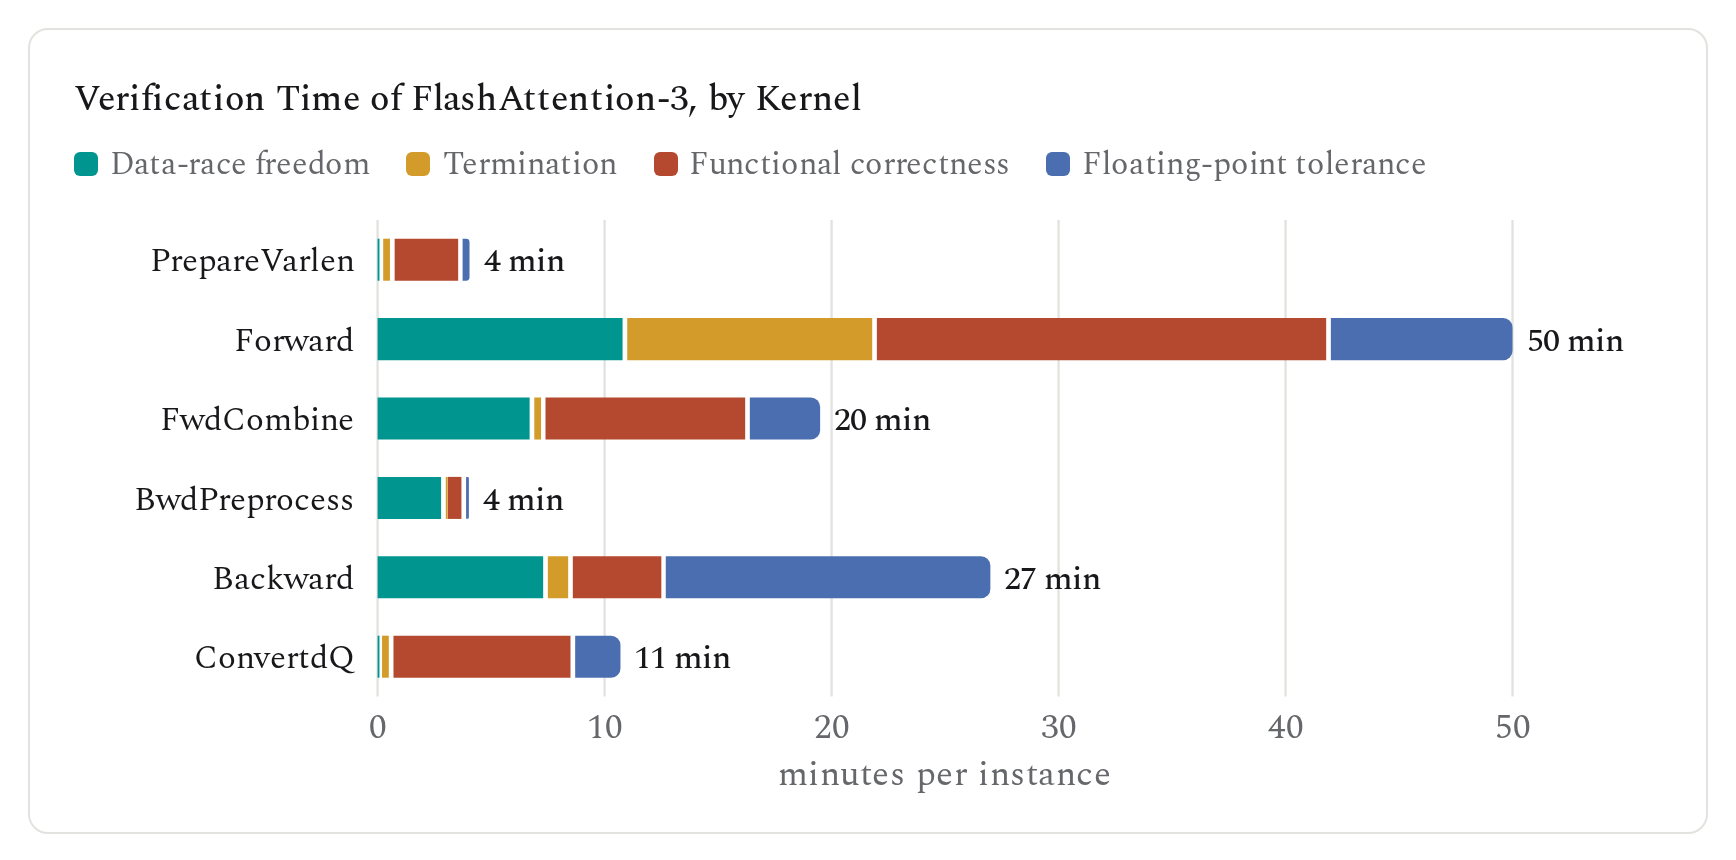 Verification Time of FlashAttention-3, by Kernel
Data-race freedom Termination Functional correctness Floating-point tolerance
PrepareVarlen 4 min
Forward 50 min
FwdCombine 20 min
BwdPreprocess 4 min
Backward 27 min
ConvertdQ 11 min
0 10 20 30 40 50
minutes per instance